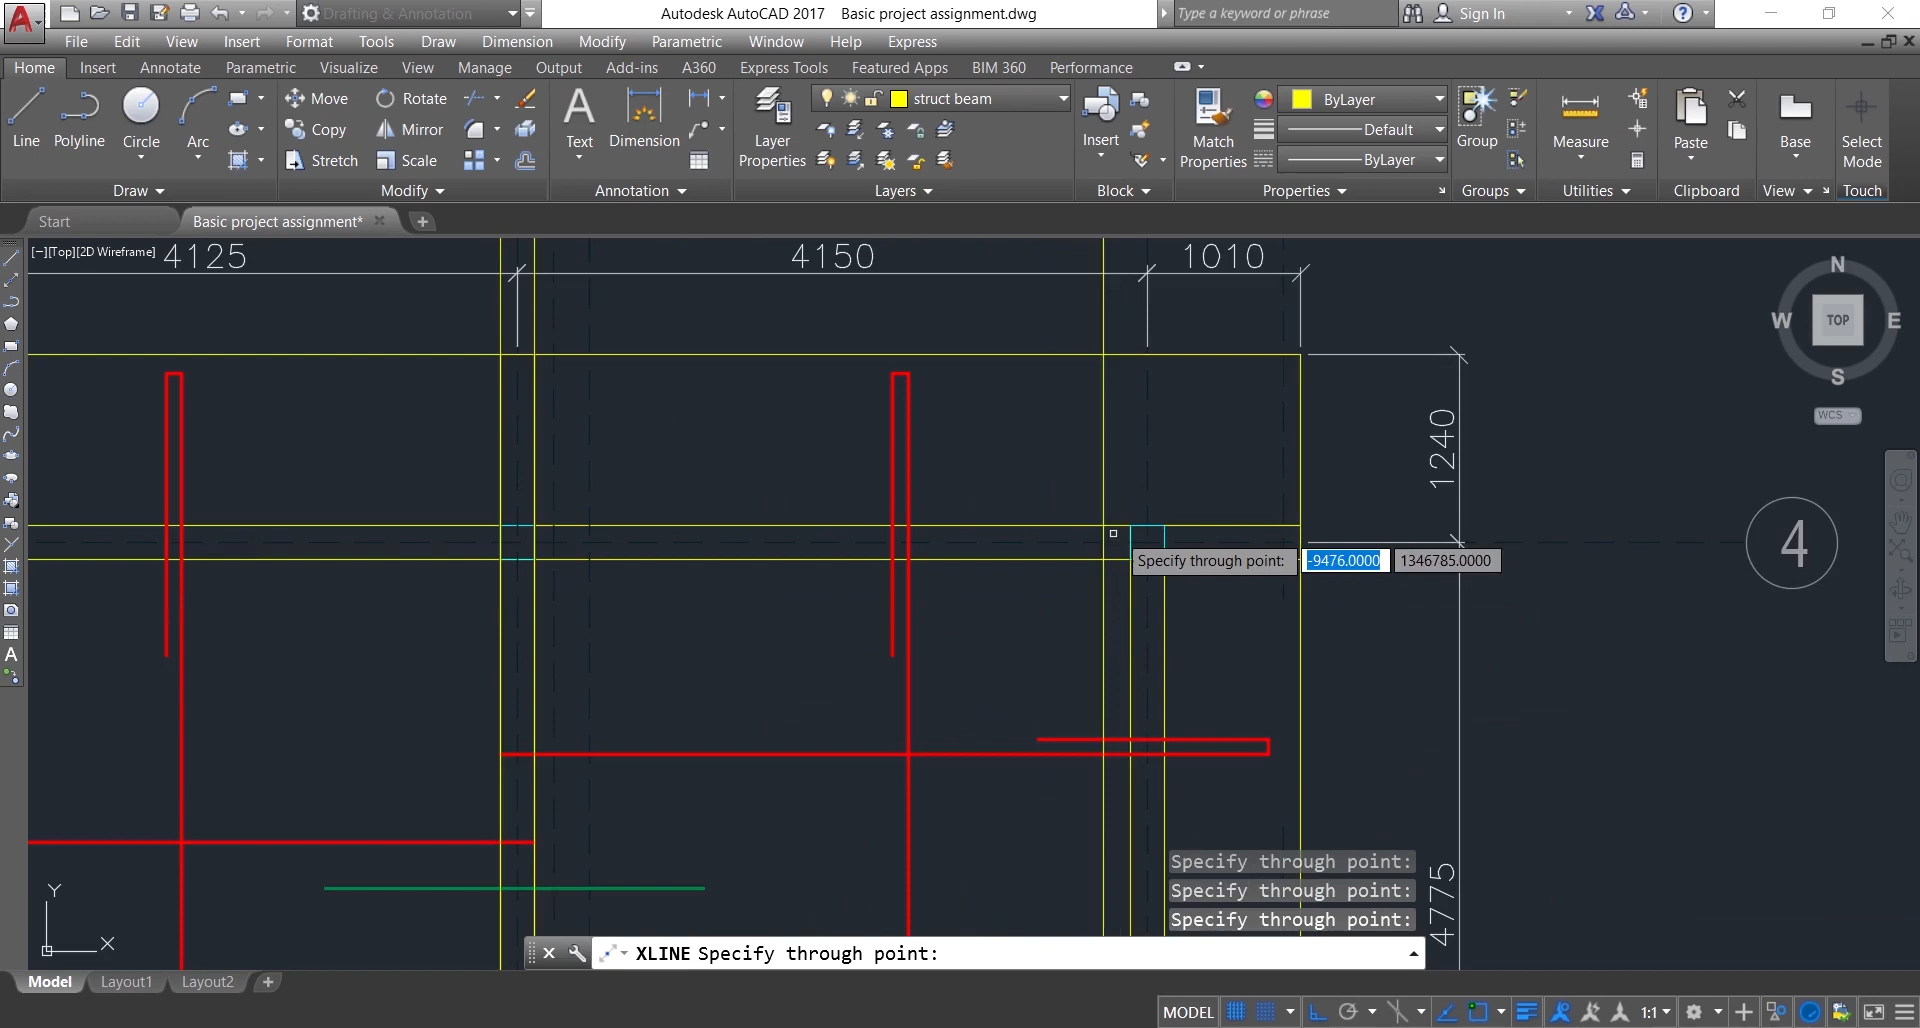 A Drafting & Annotation Autodesk AutoCAD 2017 Basic project assignment.dwg Type a keyword or phrase Sign In
File Edit View Insert Format Tools Draw Dimension Modify Parametric Window Help Express
Home Insert Annotate Parametric Visualize View Manage Output Add-ins A360 Express Tools Featured Apps BIM 360 Performance
Move Rotate struct beam ByLayer
Copy Mirror Default
Line Polyline Circle Arc Text Dimension Layer Properties Insert Match Properties Group Measure Paste Base Select Mode
Stretch Scale ByLayer
Draw Modify Annotation Layers Block Properties Groups Utilities Clipboard View Touch
Start Basic project assignment*
[−][Top][2D Wireframe] 4125 4150 1010
N
W TOP E
S
WCS
1240
4
Specify through point: -9476.0000 1346785.0000
4775
Specify through point:
Specify through point:
Specify through point:
Y
X
A
XLINE Specify through point:
Model Layout1 Layout2
MODEL 1:1